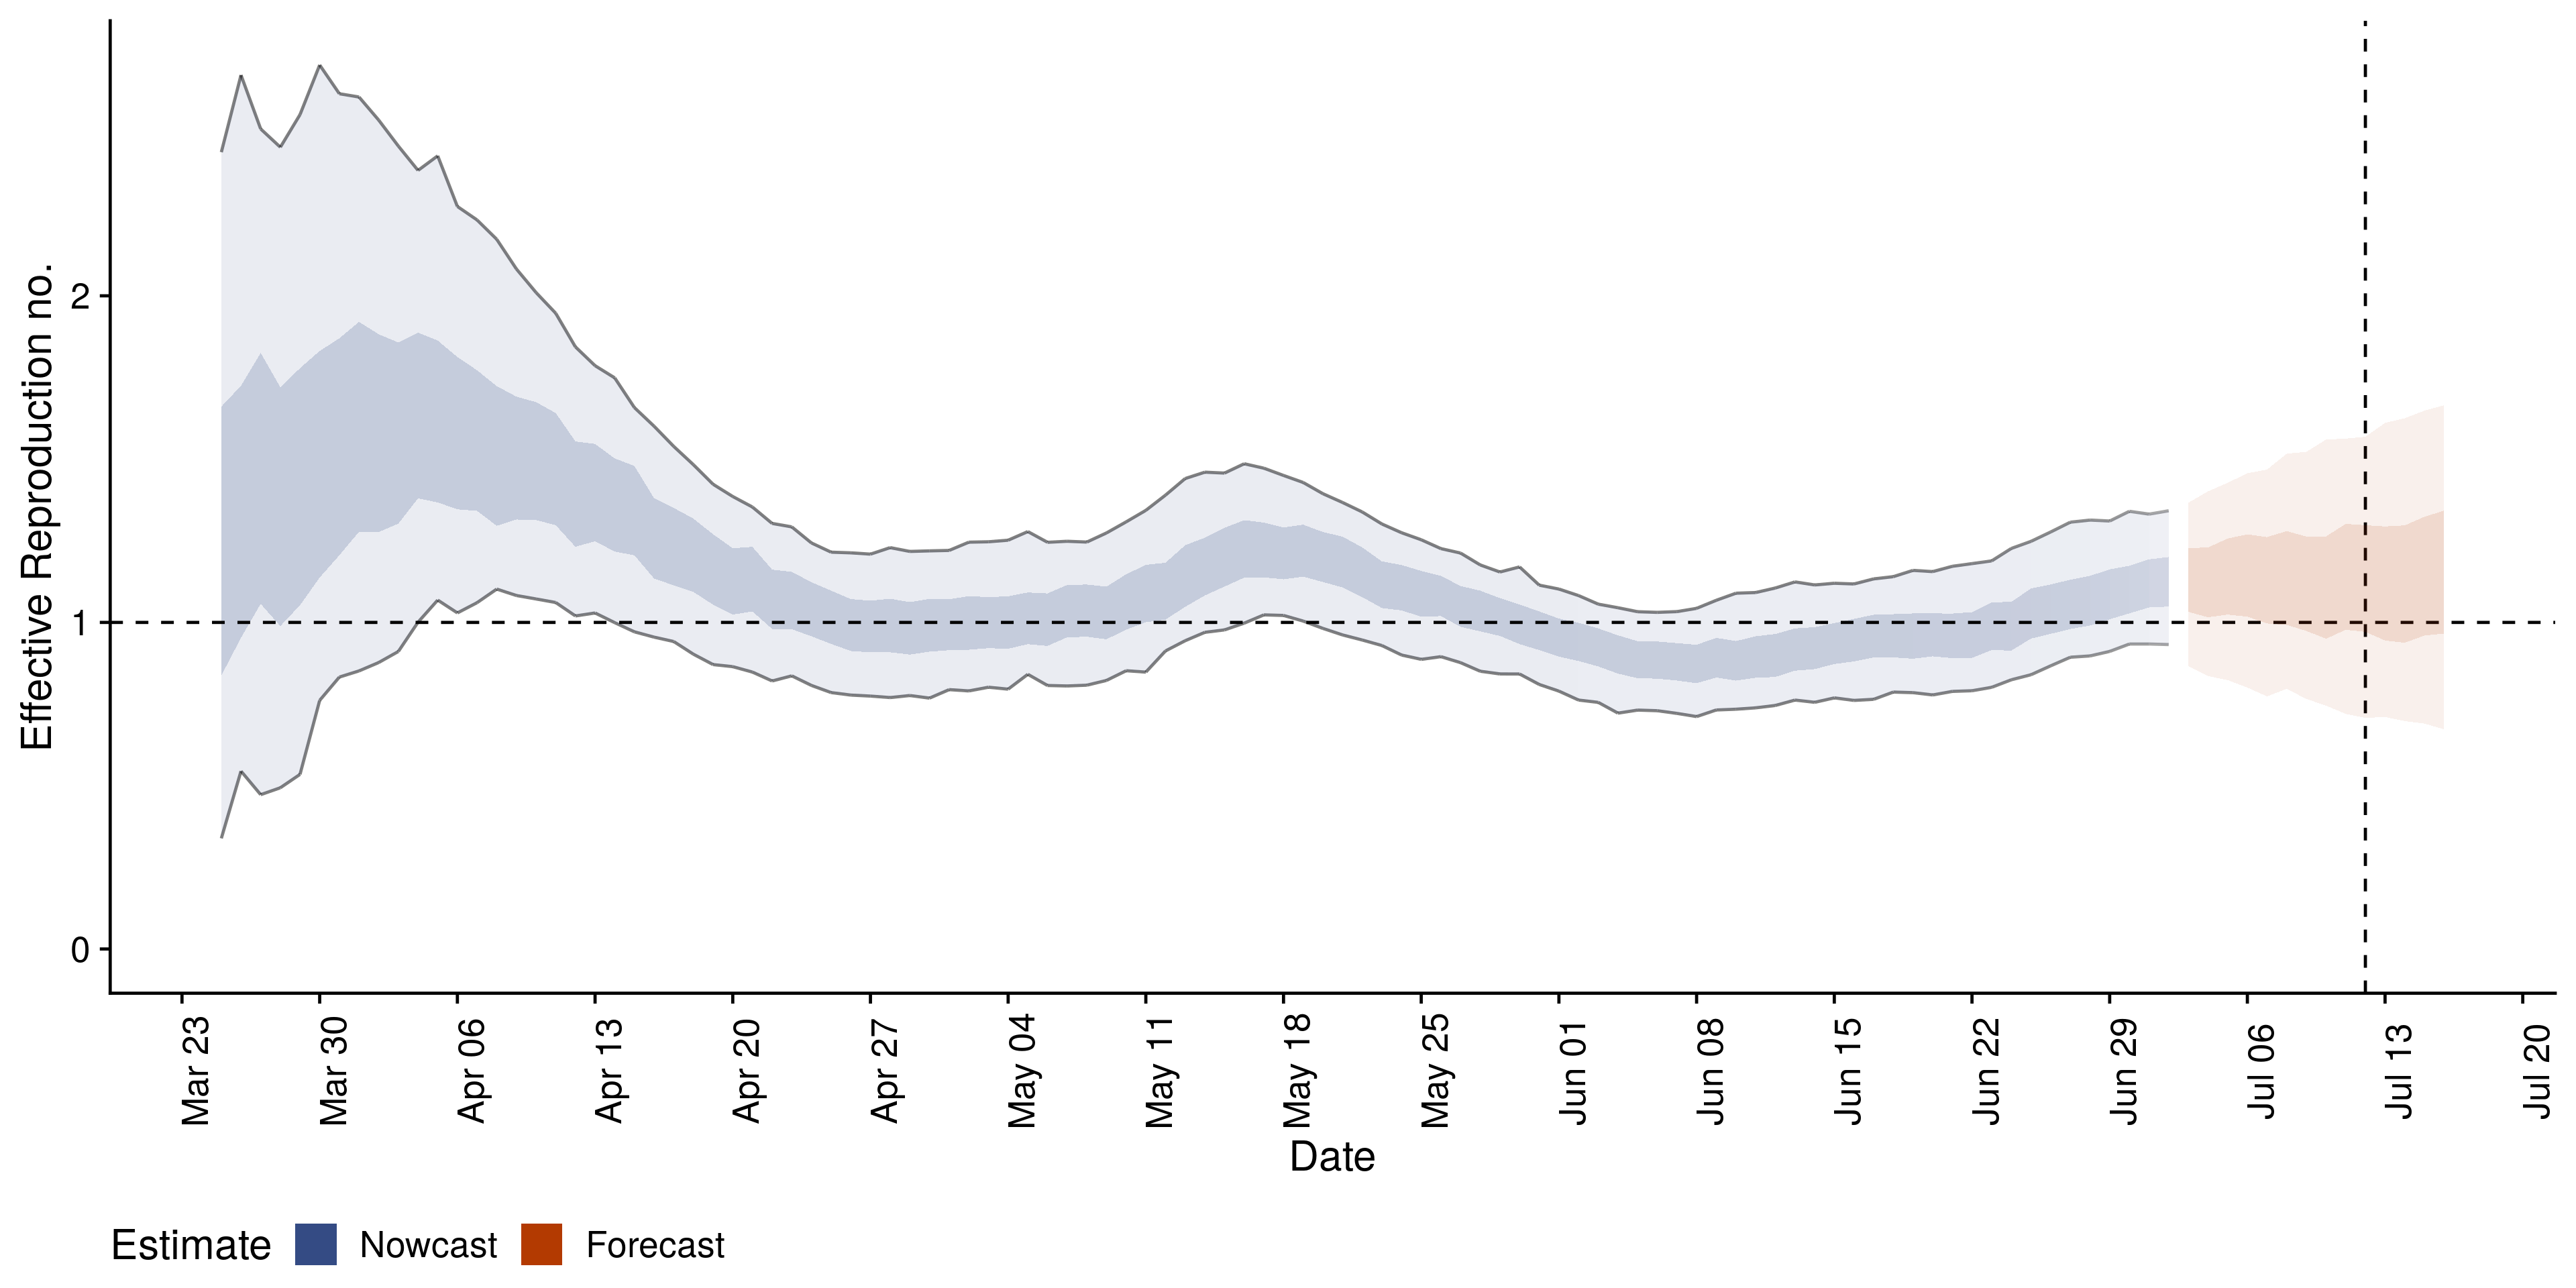 Effective Reproduction no.
2
1
0
Mar 23
Mar 30
Apr 06
Apr 13
Apr 20
Apr 27
May 04
May 11
May 18
May 25
Jun 01
Jun 08
Jun 15
Jun 22
Jun 29
Jul 06
Jul 13
Jul 20
Date
Estimate Nowcast Forecast